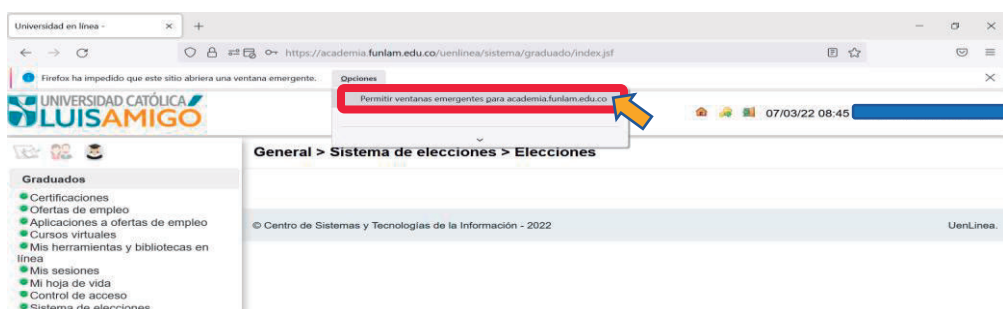 Universidad en línea -
https://academia.funlam.edu.co/uenlinea/sistema/graduado/index.jsf
Firefox ha impedido que este sitio abriera una ventana emergente.
Opciones
Permitir ventanas emergentes para academia.funlam.edu.co
UNIVERSIDAD CATÓLICA
LUISAMIGÓ
07/03/22 08:45
General > Sistema de elecciones > Elecciones
Graduados
Certificaciones
Ofertas de empleo
Aplicaciones a ofertas de empleo
Cursos virtuales
Mis herramientas y bibliotecas en
línea
Mis sesiones
Mi hoja de vida
Control de acceso
Sistema de elecciones
© Centro de Sistemas y Tecnologías de la Información - 2022
UenLinea.